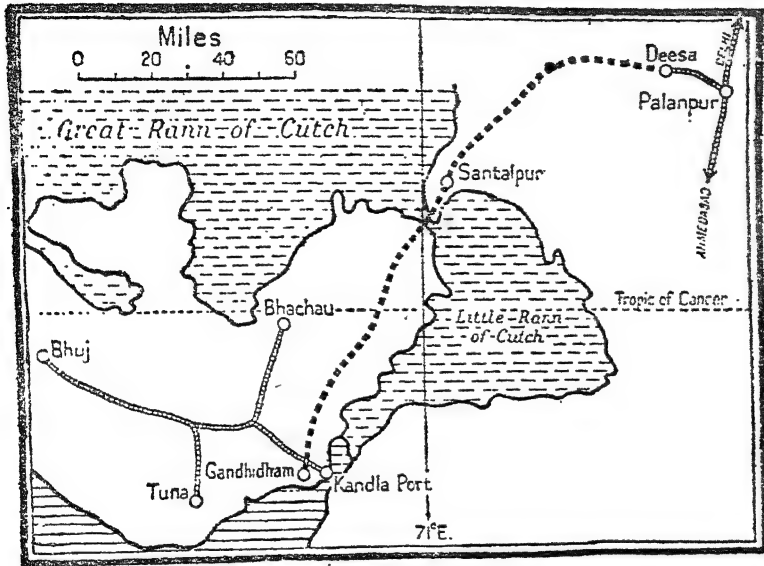 Miles
0 20 30 60
Deesa
DELHI
Palanpur
Great-Rann-of-Cutch
Santalpur
AHMEDABAD
Tropic of Cancer
Little-Rann
of-Cutch
Bhachau
Bhuj
Gandhidham
Kandla Port
Tuna
71°E.